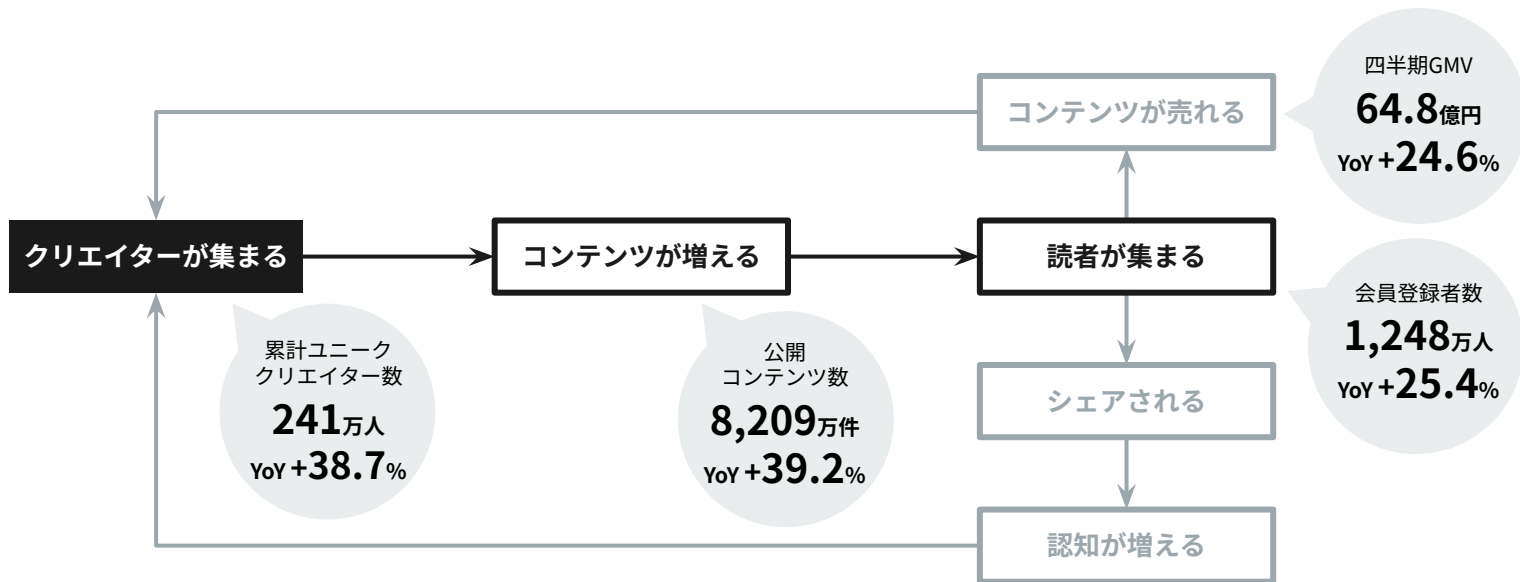 四半期GMV
64.8億円
YoY +24.6%
コンテンツが売れる
クリエイターが集まる
コンテンツが増える
読者が集まる
会員登録者数
1,248万人
YoY +25.4%
累計ユニーク
クリエイター数
241万人
YoY +38.7%
公開
コンテンツ数
8,209万件
YoY +39.2%
シェアされる
認知が増える